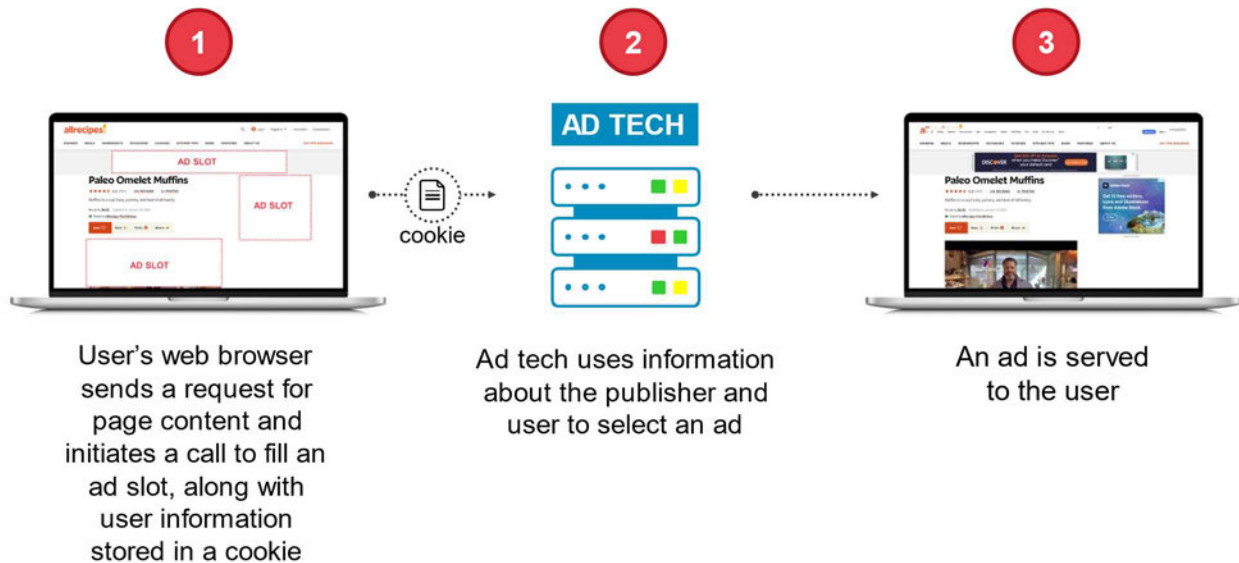 1
2
3
allrecipes
AD SLOT
Paleo Omelet Muffins
AD SLOT
AD SLOT
cookie
AD TECH
DISCOVER
Paleo Omelet Muffins
User's web browser
sends a request for
page content and
initiates a call to fill an
ad slot, along with
user information
stored in a cookie
Ad tech uses information
about the publisher and
user to select an ad
An ad is served
to the user